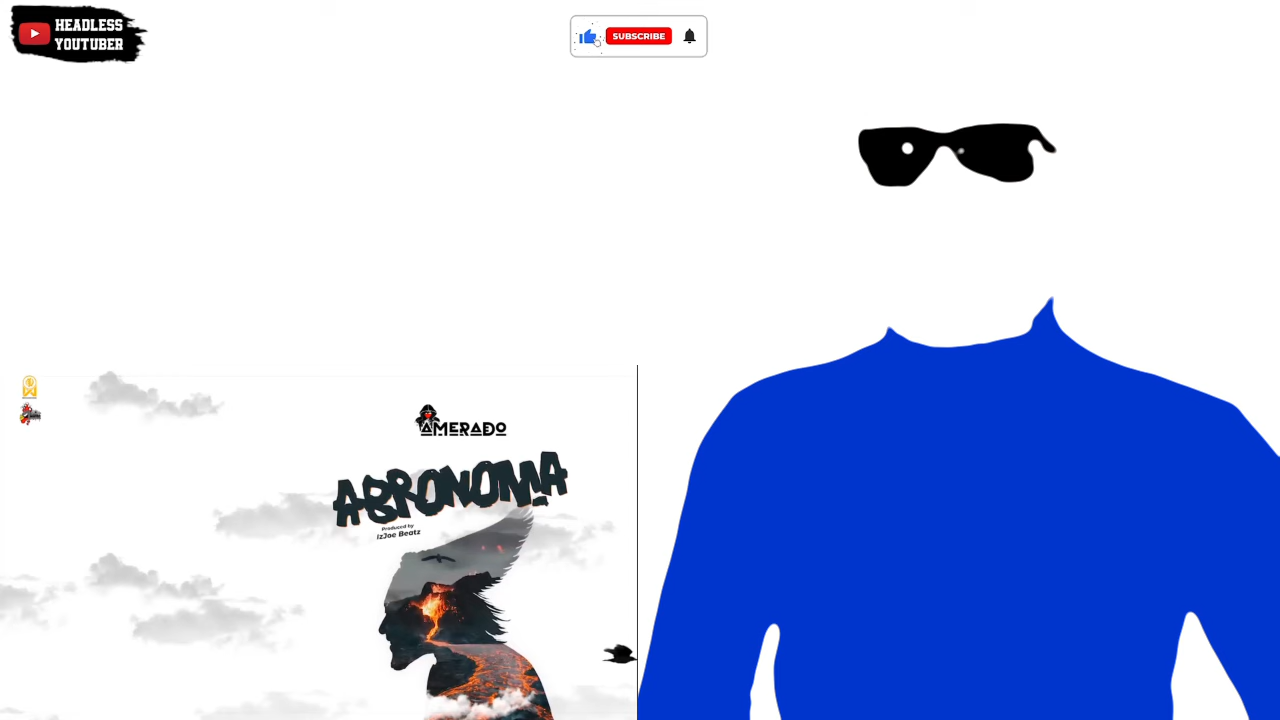 HEADLESS
YOUTUBER
SUBSCRIBE
AMERADO
ABRONOMA
Produced by
izJoe Beatz